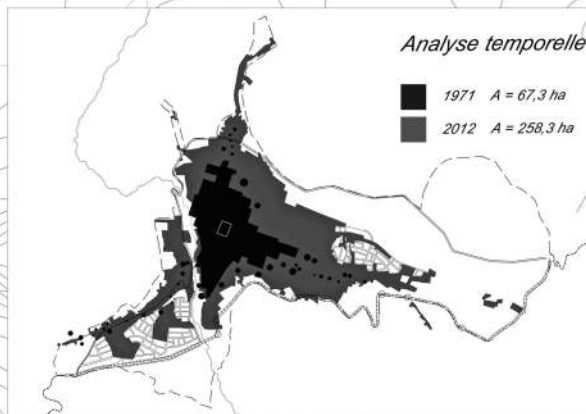 Analyse temporelle
1971 A = 67,3 ha
2012 A = 258,3 ha